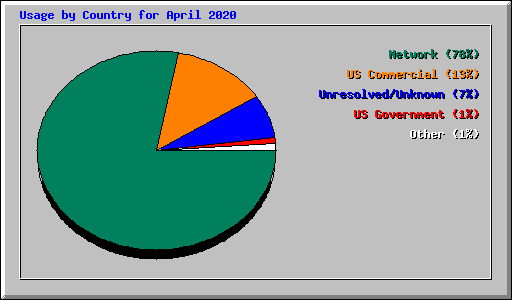 Usage by Country for April 2020
Network (78%)
US Commercial (13%)
Unresolved/Unknown (7%)
US Government (1%)
Other (1%)